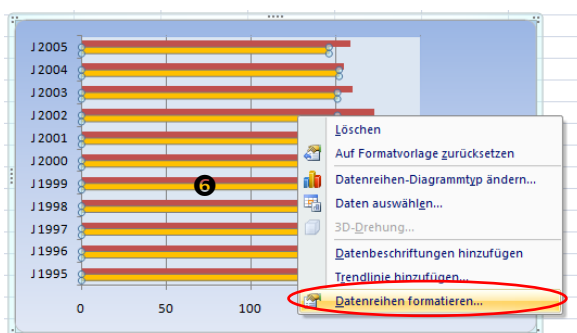 J 2005
J 2004
J 2003
J 2002
J 2001
J 2000
J 1999
J 1998
J 1997
J 1996
J 1995
0 50 100
6
Löschen
Auf Formatvorlage zurücksetzen
Datenreihen-Diagrammtyp ändern...
Daten auswählen...
3D-Drehung...
Datenbeschriftungen hinzufügen
Trendlinie hinzufügen...
Datenreihen formatieren...